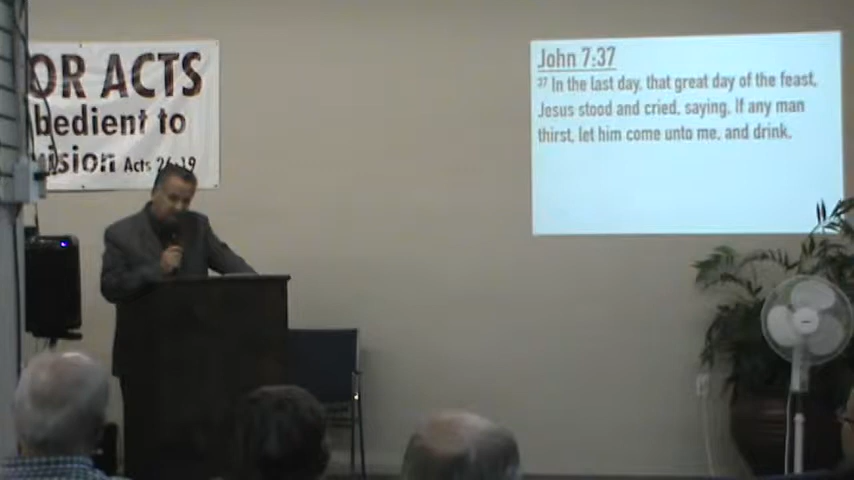 OR ACTS
bedient to
ision Acts 26:19
John 7:37
37 In the last day, that great day of the feast,
Jesus stood and cried, saying, If any man
thirst, let him come unto me, and drink.